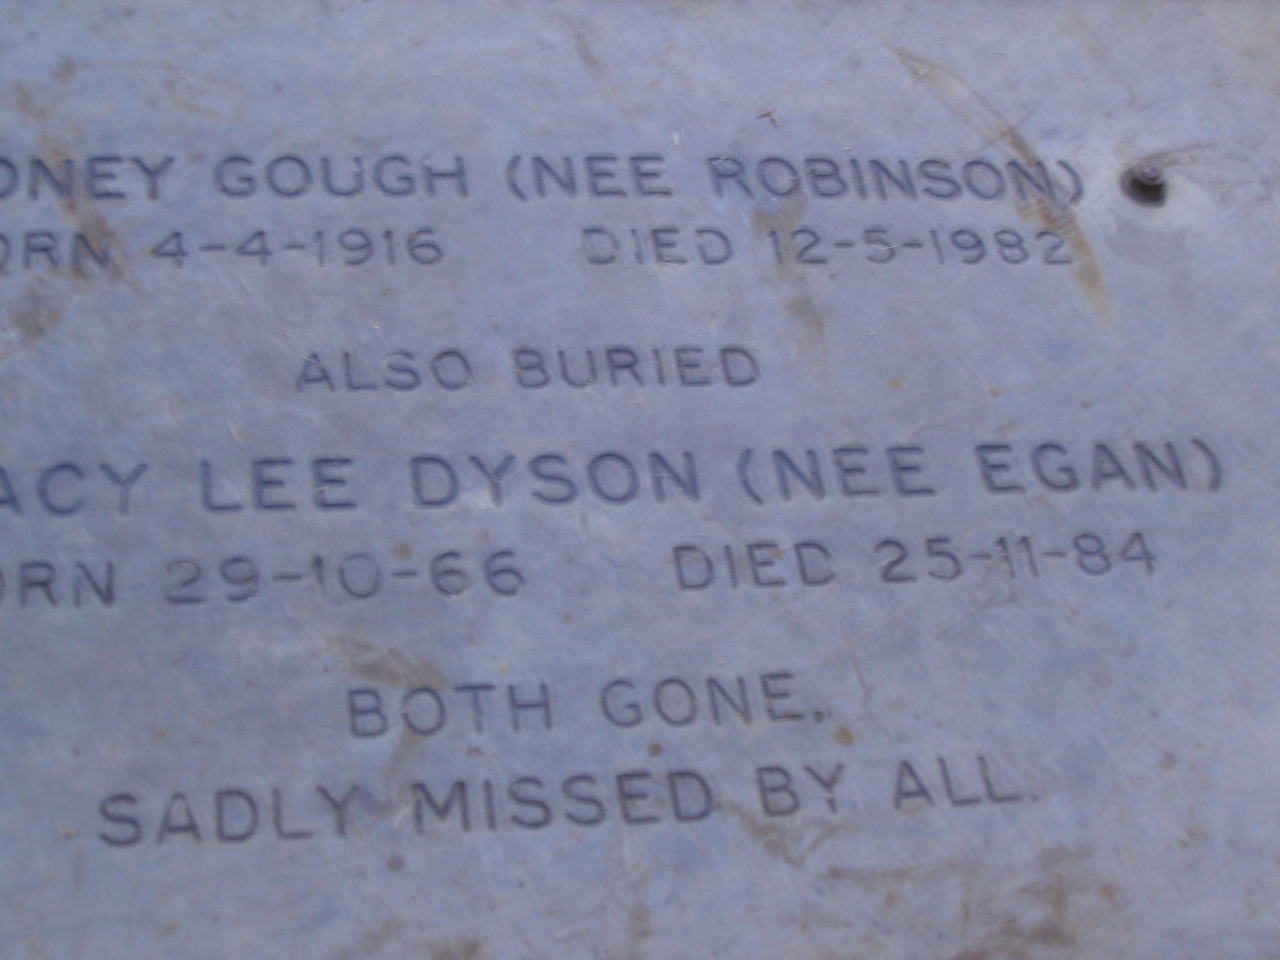 DNEY GOUGH (NEE ROBINSON)
ORN 4-4-1916 DIED 12-5-1982
ALSO BURIED
ACY LEE DYSON (NEE EGAN)
ORN 29-10-66 DIED 25-11-84
BOTH GONE,
SADLY MISSED BY ALL.